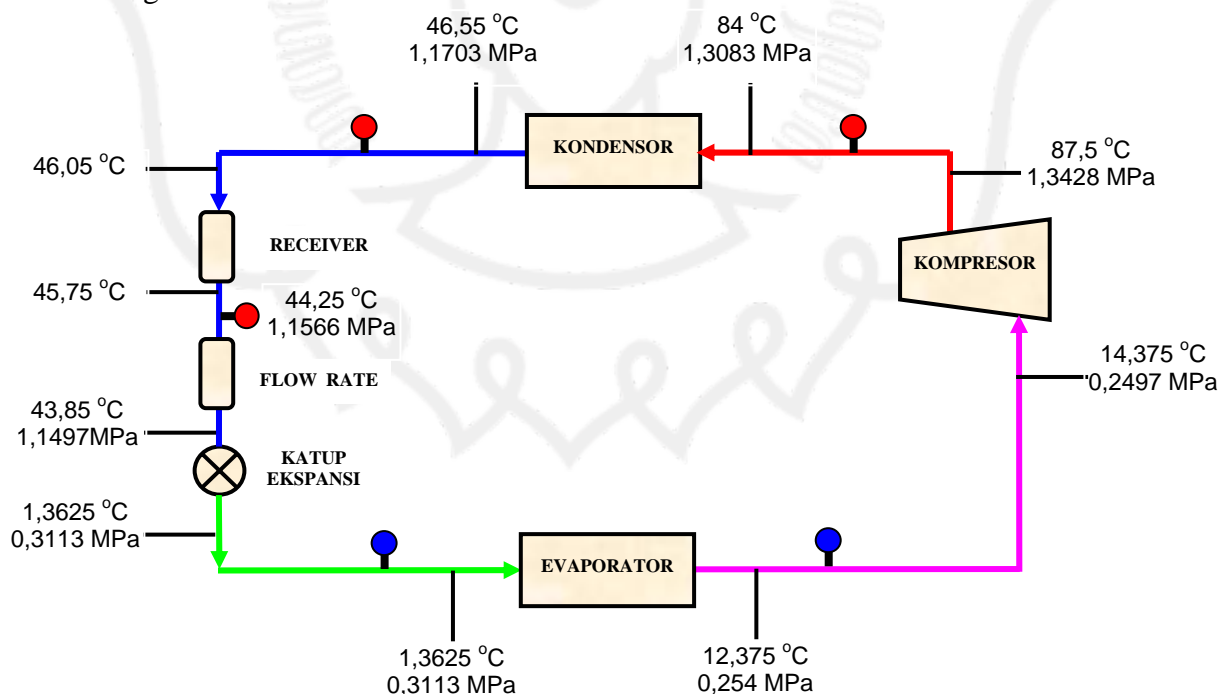 46,55 °C
1,1703 MPa
84 °C
1,3083 MPa
KONDENSOR
46,05 °C
87,5 °C
1,3428 MPa
RECEIVER
KOMPRESOR
45,75 °C
44,25 °C
1,1566 MPa
FLOW RATE
14,375 °C
0,2497 MPa
43,85 °C
1,1497MPa
KATUP
EKSPANSI
1,3625 °C
0,3113 MPa
EVAPORATOR
1,3625 °C
0,3113 MPa
12,375 °C
0,254 MPa